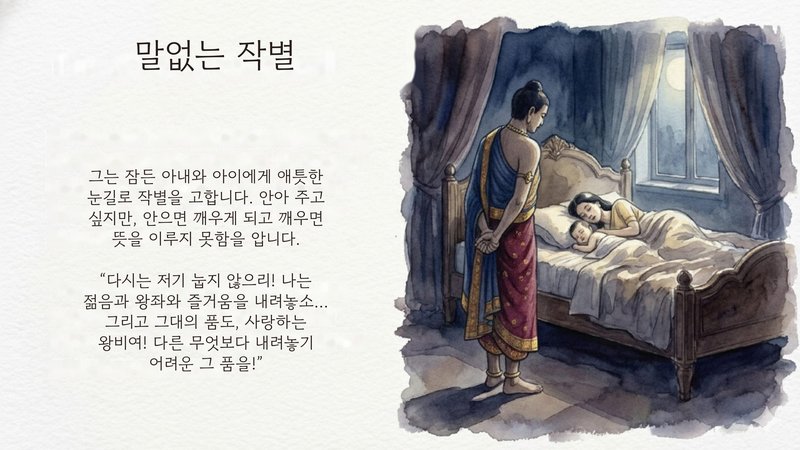 말없는 작별
그는 잠든 아내와 아이에게 애틋한
눈길로 작별을 고합니다. 안아 주고
싶지만, 안으면 깨우게 되고 깨우면
뜻을 이루지 못함을 압니다.
“다시는 저기 눕지 않으리! 나는
젊음과 왕좌와 즐거움을 내려놓소...
그리고 그대의 품도, 사랑하는
왕비여! 다른 무엇보다 내려놓기
어려운 그 품을!”